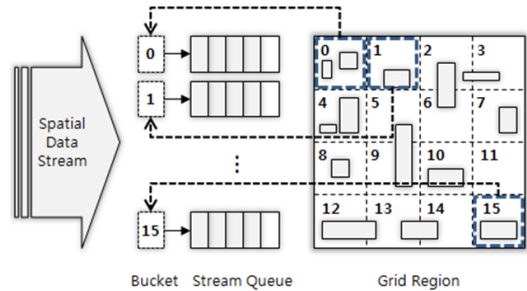 Spatial
Data
Stream
0
1
⋮
15
Bucket
Stream Queue
0 1 2 3
4 5 6 7
8 9 10 11
12 13 14 15
Grid Region